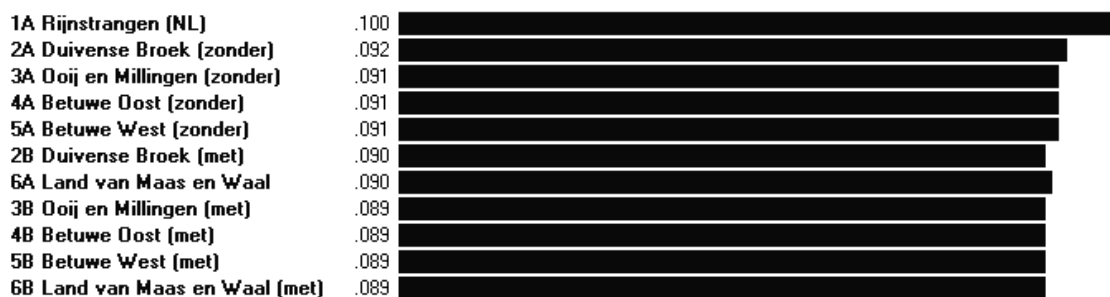 1A Rijnstrangen (NL) .100
2A Duivense Broek (zonder) .092
3A Ooij en Millingen (zonder) .091
4A Betuwe Oost (zonder) .091
5A Betuwe West (zonder) .091
2B Duivense Broek (met) .090
6A Land van Maas en Waal .090
3B Ooij en Millingen (met) .089
4B Betuwe Oost (met) .089
5B Betuwe West (met) .089
6B Land van Maas en Waal (met) .089